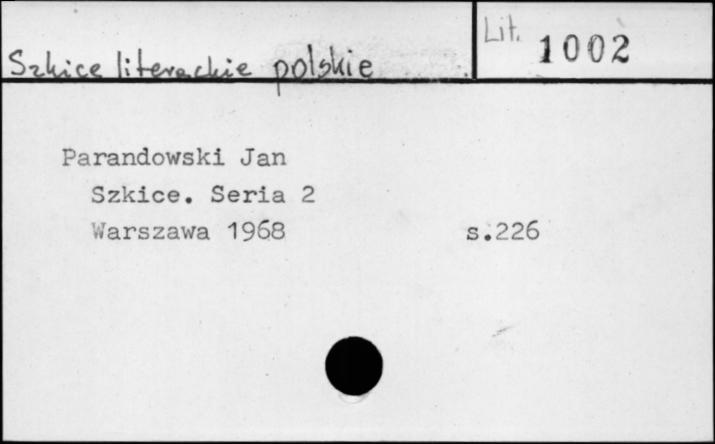 Szkice literackie polskie
Lit. 1002
Parandowski Jan
Szkice. Seria 2
Warszawa 1968 s.226